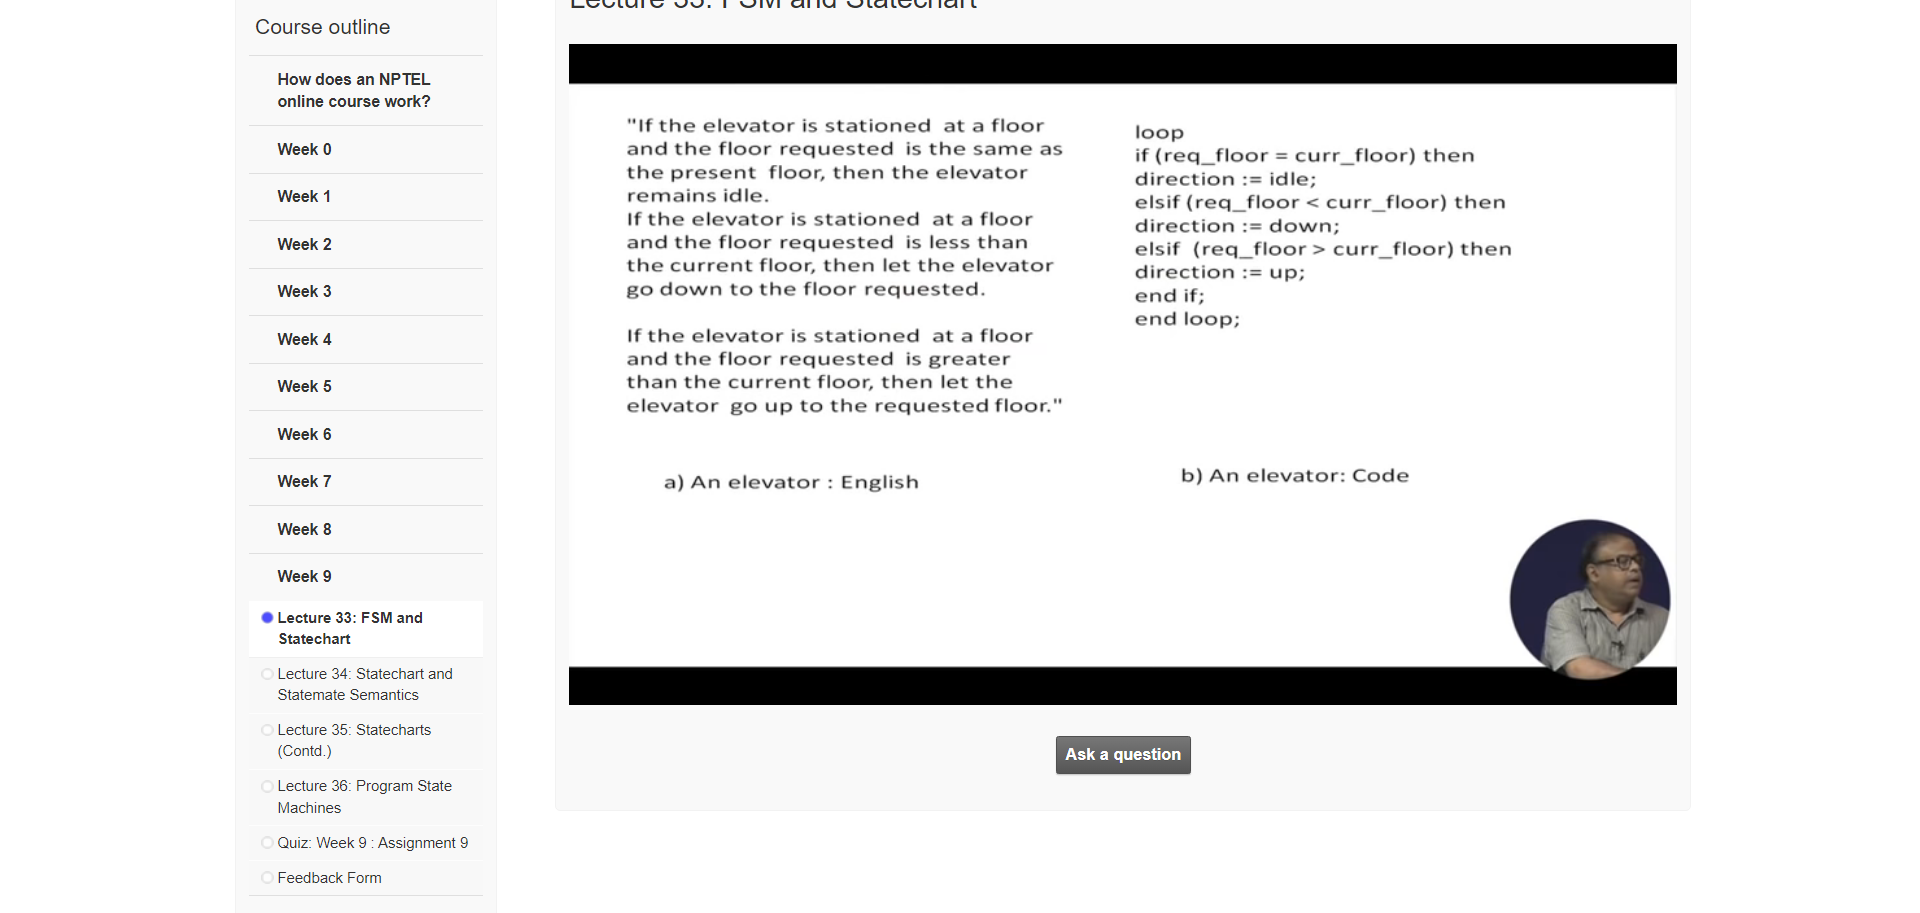 Course outline
How does an NPTEL
online course work?
Week 0
Week 1
Week 2
Week 3
Week 4
Week 5
Week 6
Week 7
Week 8
Week 9
Lecture 33: FSM and
Statechart
Lecture 34: Statechart and
Statemate Semantics
Lecture 35: Statecharts
(Contd.)
Lecture 36: Program State
Machines
Quiz: Week 9 : Assignment 9
Feedback Form
Lecture 33: FSM and Statechart
"If the elevator is stationed at a floor
and the floor requested is the same as
the present floor, then the elevator
remains idle.
If the elevator is stationed at a floor
and the floor requested is less than
the current floor, then let the elevator
go down to the floor requested.
If the elevator is stationed at a floor
and the floor requested is greater
than the current floor, then let the
elevator go up to the requested floor."
a) An elevator : English
loop
if (req_floor = curr_floor) then
direction := idle;
elsif (req_floor < curr_floor) then
direction := down;
elsif (req_floor > curr_floor) then
direction := up;
end if;
end loop;
b) An elevator: Code
Ask a question